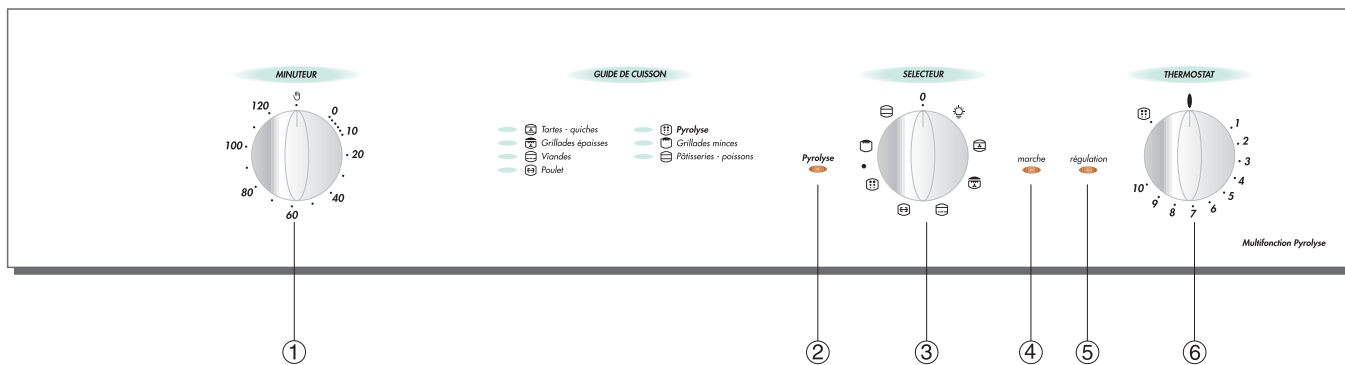 MINUTEUR
120
0
10
100
20
80
40
60
GUIDE DE CUISSON
Tartes - quiches
Grillades épaisses
Viandes
Poulet
Pyrolyse
Grillades minces
Pâtisseries - poissons
Pyrolyse
SELECTEUR
0
marche
régulation
THERMOSTAT
1
2
3
4
5
6
7
8
9
10
Multifonction Pyrolyse
1
2
3
4
5
6